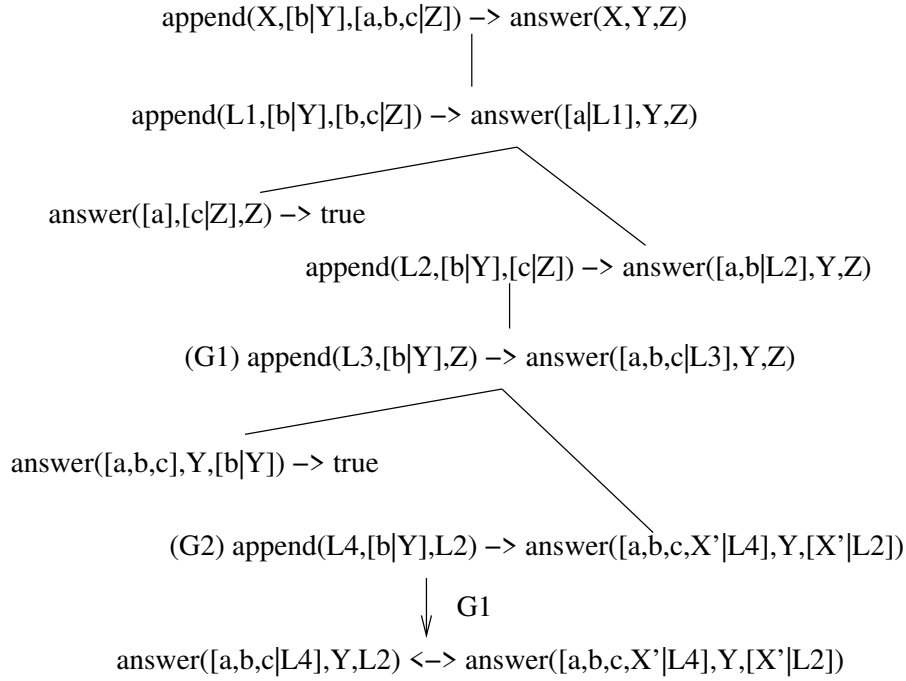 append(X,[b|Y],[a,b,c|Z]) −> answer(X,Y,Z)
append(L1,[b|Y],[b,c|Z]) −> answer([a|L1],Y,Z)
answer([a],[c|Z],Z) −> true
append(L2,[b|Y],[c|Z]) −> answer([a,b|L2],Y,Z)
(G1) append(L3,[b|Y],Z) −> answer([a,b,c|L3],Y,Z)
answer([a,b,c],Y,[b|Y]) −> true
(G2) append(L4,[b|Y],L2) −> answer([a,b,c,X'|L4],Y,[X'|L2])
G1
answer([a,b,c|L4],Y,L2) <−> answer([a,b,c,X'|L4],Y,[X'|L2])